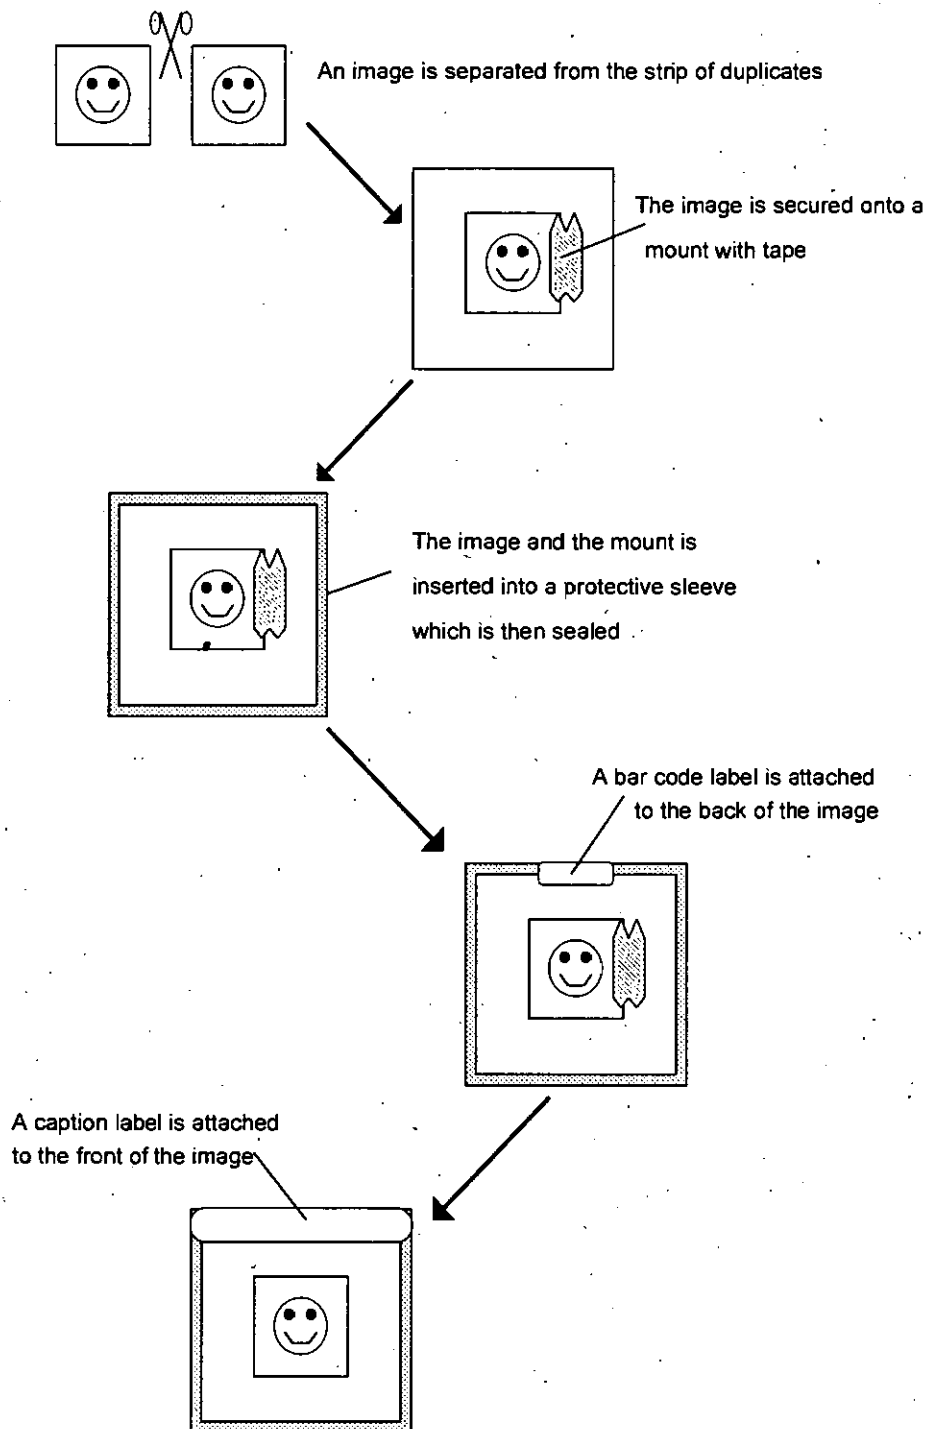 An image is separated from the strip of duplicates
The image is secured onto a
mount with tape
The image and the mount is
inserted into a protective sleeve
which is then sealed
A bar code label is attached
to the back of the image
A caption label is attached
to the front of the image